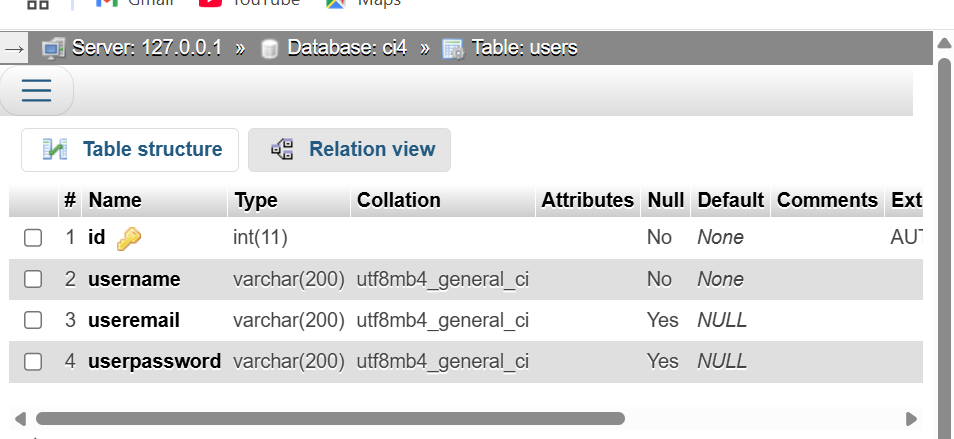 Gmail YouTube Maps
→ Server: 127.0.0.1 » Database: ci4 » Table: users
Table structure Relation view
# Name Type Collation Attributes Null Default Comments Ext
1 id int(11) No None AUT
2 username varchar(200) utf8mb4_general_ci No None
3 useremail varchar(200) utf8mb4_general_ci Yes NULL
4 userpassword varchar(200) utf8mb4_general_ci Yes NULL